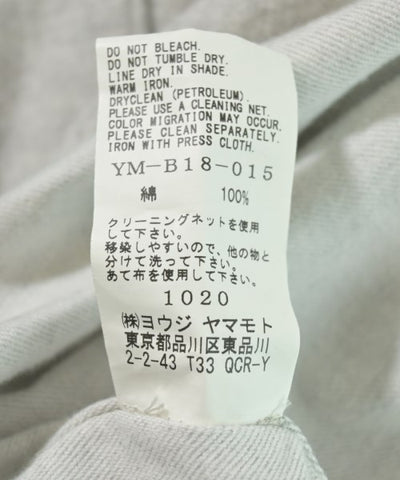 DO NOT BLEACH.
DO NOT TUMBLE DRY.
LINE DRY IN SHADE.
WARM IRON.
DRYCLEAN (PETROLEUM).
PLEASE USE A CLEANING NET.
COLOR MIGRATION MAY OCCUR.
PLEASE CLEAN SEPARATELY.
IRON WITH PRESS CLOTH.
YM-B18-015
綿 100%
クリーニングネットを使用
して下さい。
移染しやすいので、他の物と
分けて洗って下さい。
あて布を使用して下さい。
1020
㈱ヨウジ ヤマモト
東京都品川区東品川
2-2-43 T33 QCR-Y